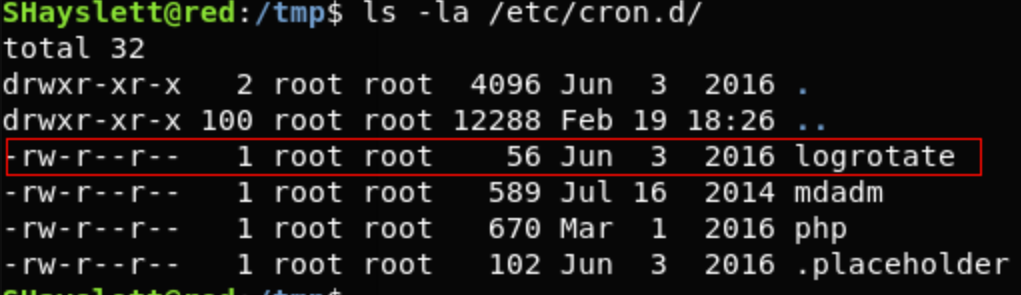 SHayslett@red:/tmp$ ls -la /etc/cron.d/
total 32
drwxr-xr-x   2 root root  4096 Jun  3  2016 .
drwxr-xr-x 100 root root 12288 Feb 19 18:26 ..
-rw-r--r--   1 root root    56 Jun  3  2016 logrotate
-rw-r--r--   1 root root   589 Jul 16  2014 mdadm
-rw-r--r--   1 root root   670 Mar  1  2016 php
-rw-r--r--   1 root root   102 Jun  3  2016 .placeholder
SHayslett@red:/tmp$